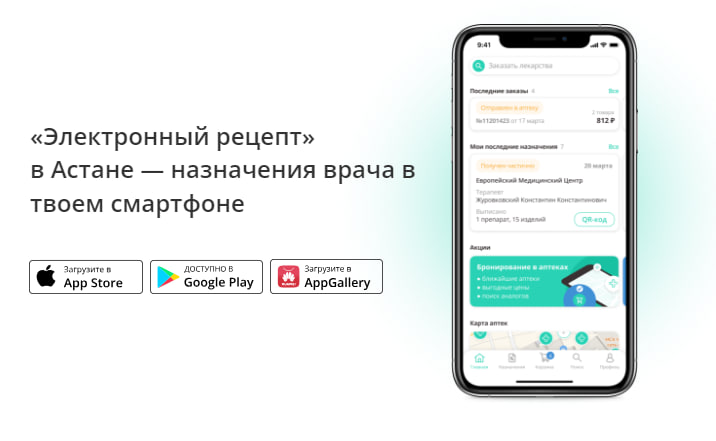 «Электронный рецепт»
в Астане — назначения врача в
твоем смартфоне
Загрузите в
App Store
ДОСТУПНО В
Google Play
HUAWEI
Загрузите в
AppGallery
9:41
Заказать лекарства
Последние заказы 4
Все
Отправлен в аптеку
2 товара
№11201423 от 17 марта
812 ₽
Мои последние назначения 7
Все
Получен частично
20 марта
Европейский Медицинский Центр
Терапевт
Журовковский Константин Константинович
Выписано
1 препарат, 15 изделий
QR-код
Акции
Бронирование в аптеках
● ближайшие аптеки
● выгодные цены
● поиск аналогов
Карта аптек
Главная
Назначения
Корзина
Поиск
Профиль